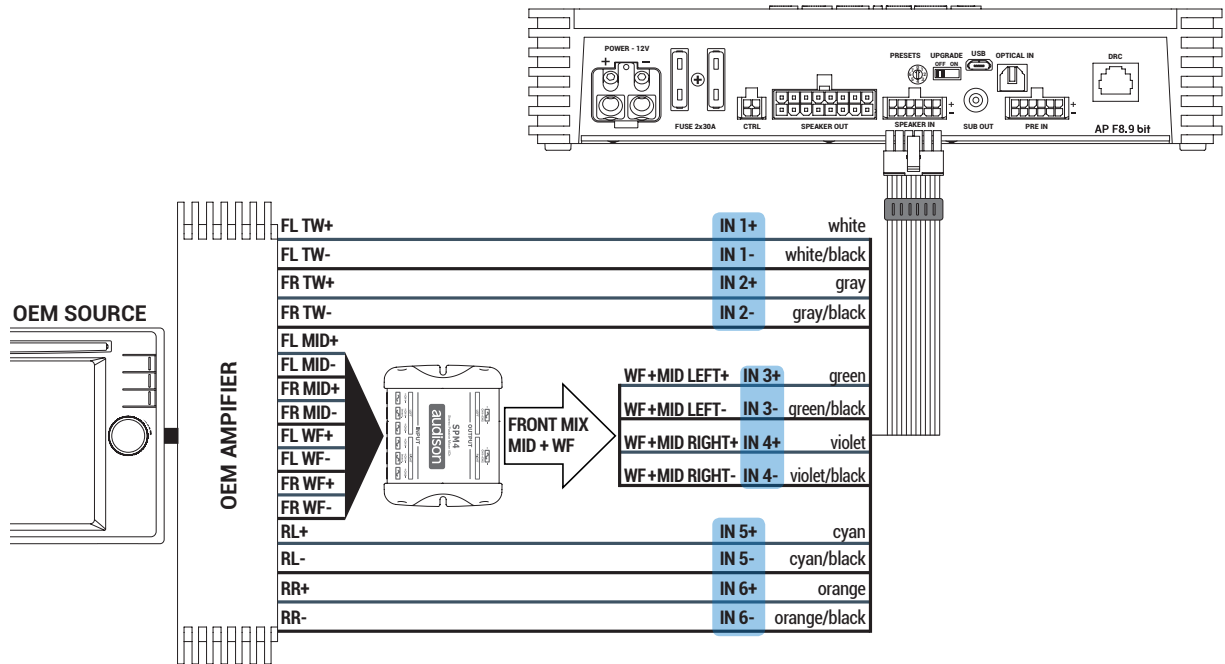 POWER - 12V
+ -
FUSE 2x30A
CTRL
SPEAKER OUT
PRESETS
UPGRADE
OFF ON
USB
OPTICAL IN
DRC
SPEAKER IN
+
-
SUB OUT
PRE IN
+
-
AP F8.9 bit
OEM SOURCE
OEM AMPIFIER
FL TW+ IN 1+ white
FL TW- IN 1- white/black
FR TW+ IN 2+ gray
FR TW- IN 2- gray/black
FL MID+
FL MID-
FR MID+
FR MID-
FL WF+
FL WF-
FR WF+
FR WF-
audison
SPM4
INPUT
OUTPUT
FRONT MIX
MID + WF
WF+MID LEFT+ IN 3+ green
WF+MID LEFT- IN 3- green/black
WF+MID RIGHT+ IN 4+ violet
WF+MID RIGHT- IN 4- violet/black
RL+ IN 5+ cyan
RL- IN 5- cyan/black
RR+ IN 6+ orange
RR- IN 6- orange/black